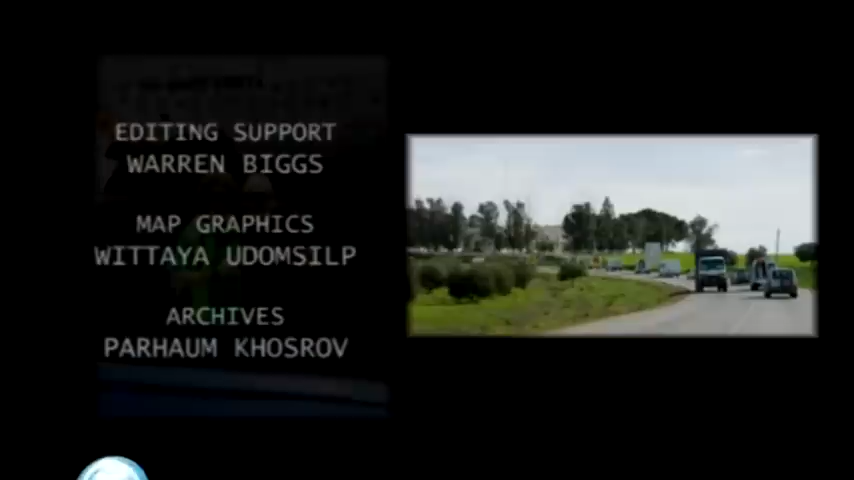 EDITING SUPPORT
WARREN BIGGS
MAP GRAPHICS
WITTAYA UDOMSILP
ARCHIVES
PARHAUM KHOSROV